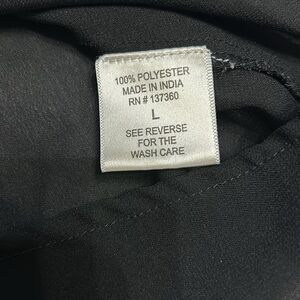 100% POLYESTER
MADE IN INDIA
RN # 137360
L
SEE REVERSE
FOR THE
WASH CARE